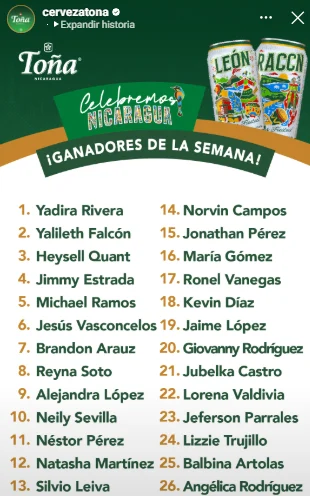 cervezatona
Expandir historia
Toña
Toña
NICARAGUA
LEÓN
RACCN
Celebremos
NICARAGUA
¡GANADORES DE LA SEMANA!
1. Yadira Rivera
2. Yalileth Falcón
3. Heysell Quant
4. Jimmy Estrada
5. Michael Ramos
6. Jesús Vasconcelos
7. Brandon Arauz
8. Reyna Soto
9. Alejandra López
10. Neily Sevilla
11. Néstor Pérez
12. Natasha Martínez
13. Silvio Leiva
14. Norvin Campos
15. Jonathan Pérez
16. María Gómez
17. Ronel Vanegas
18. Kevin Díaz
19. Jaime López
20. Giovanny Rodríguez
21. Jubelka Castro
22. Lorena Valdivia
23. Jeferson Parrales
24. Lizzie Trujillo
25. Balbina Artolas
26. Angélica Rodríguez